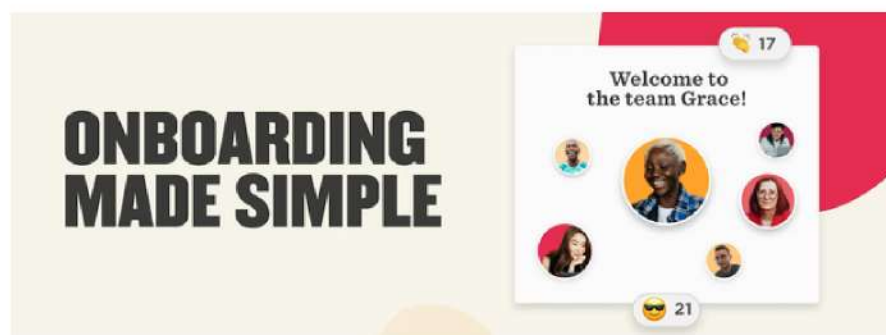 ONBOARDING
MADE SIMPLE
17
Welcome to
the team Grace!
21